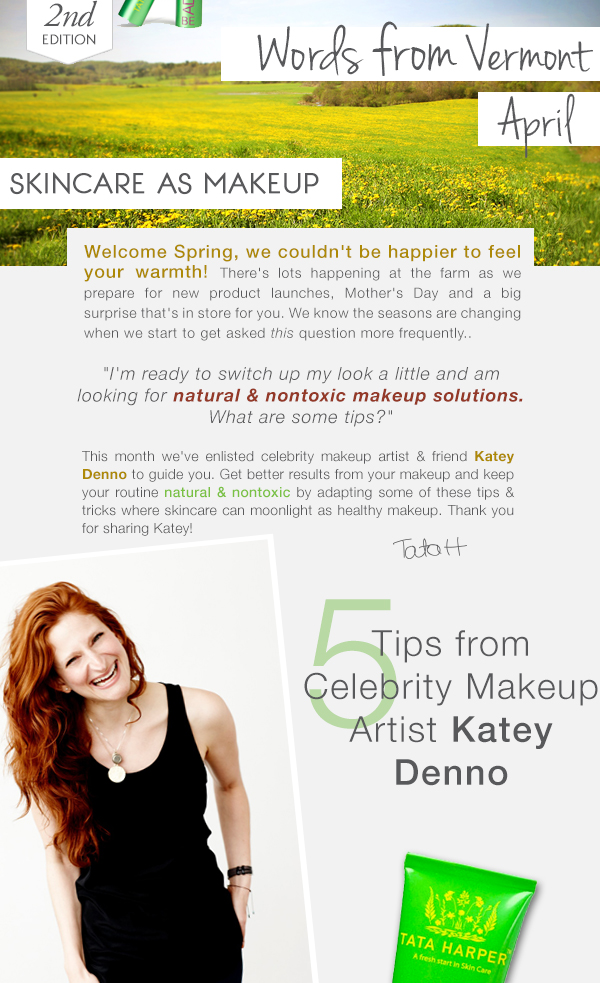 2nd
EDITION
Words from Vermont
April
SKINCARE AS MAKEUP
Welcome Spring, we couldn't be happier to feel
your warmth! There's lots happening at the farm as we
prepare for new product launches, Mother's Day and a big
surprise that's in store for you. We know the seasons are changing
when we start to get asked this question more frequently..
"I'm ready to switch up my look a little and am
looking for natural & nontoxic makeup solutions.
What are some tips?"
This month we've enlisted celebrity makeup artist & friend Katey
Denno to guide you. Get better results from your makeup and keep
your routine natural & nontoxic by adapting some of these tips &
tricks where skincare can moonlight as healthy makeup. Thank you
for sharing Katey!
Tata H
5
Tips from
Celebrity Makeup
Artist Katey
Denno
TATA HARPER
A fresh start in Skin Care